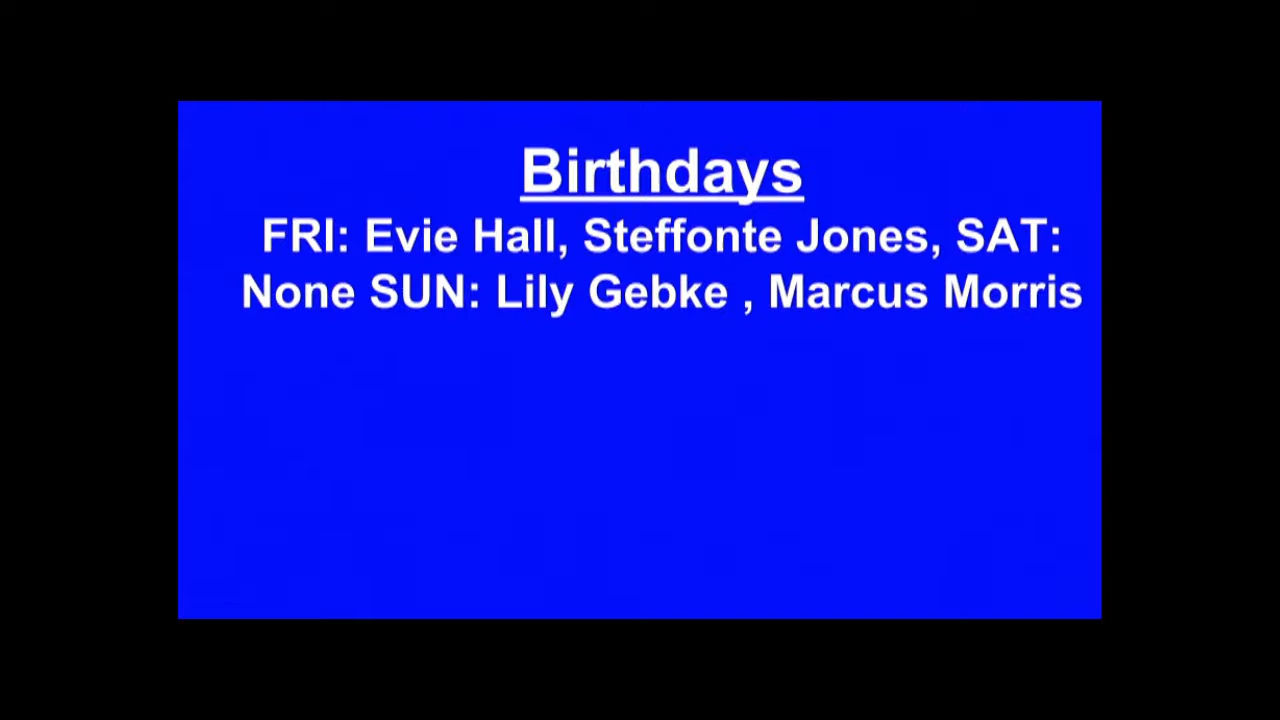 Birthdays
FRI: Evie Hall, Steffonte Jones, SAT:
None SUN: Lily Gebke , Marcus Morris